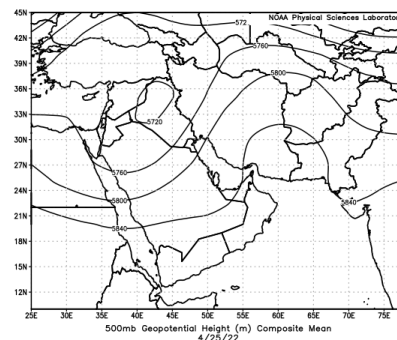 NOAA Physical Sciences Laborator
45N
42N
39N
36N
33N
30N
27N
24N
21N
18N
15N
12N
572
5760
5800
5720
5760
5800
5840
5840
25E 30E 35E 40E 45E 50E 55E 60E 65E 70E 75E
500mb Geopotential Height (m) Composite Mean
4/25/22